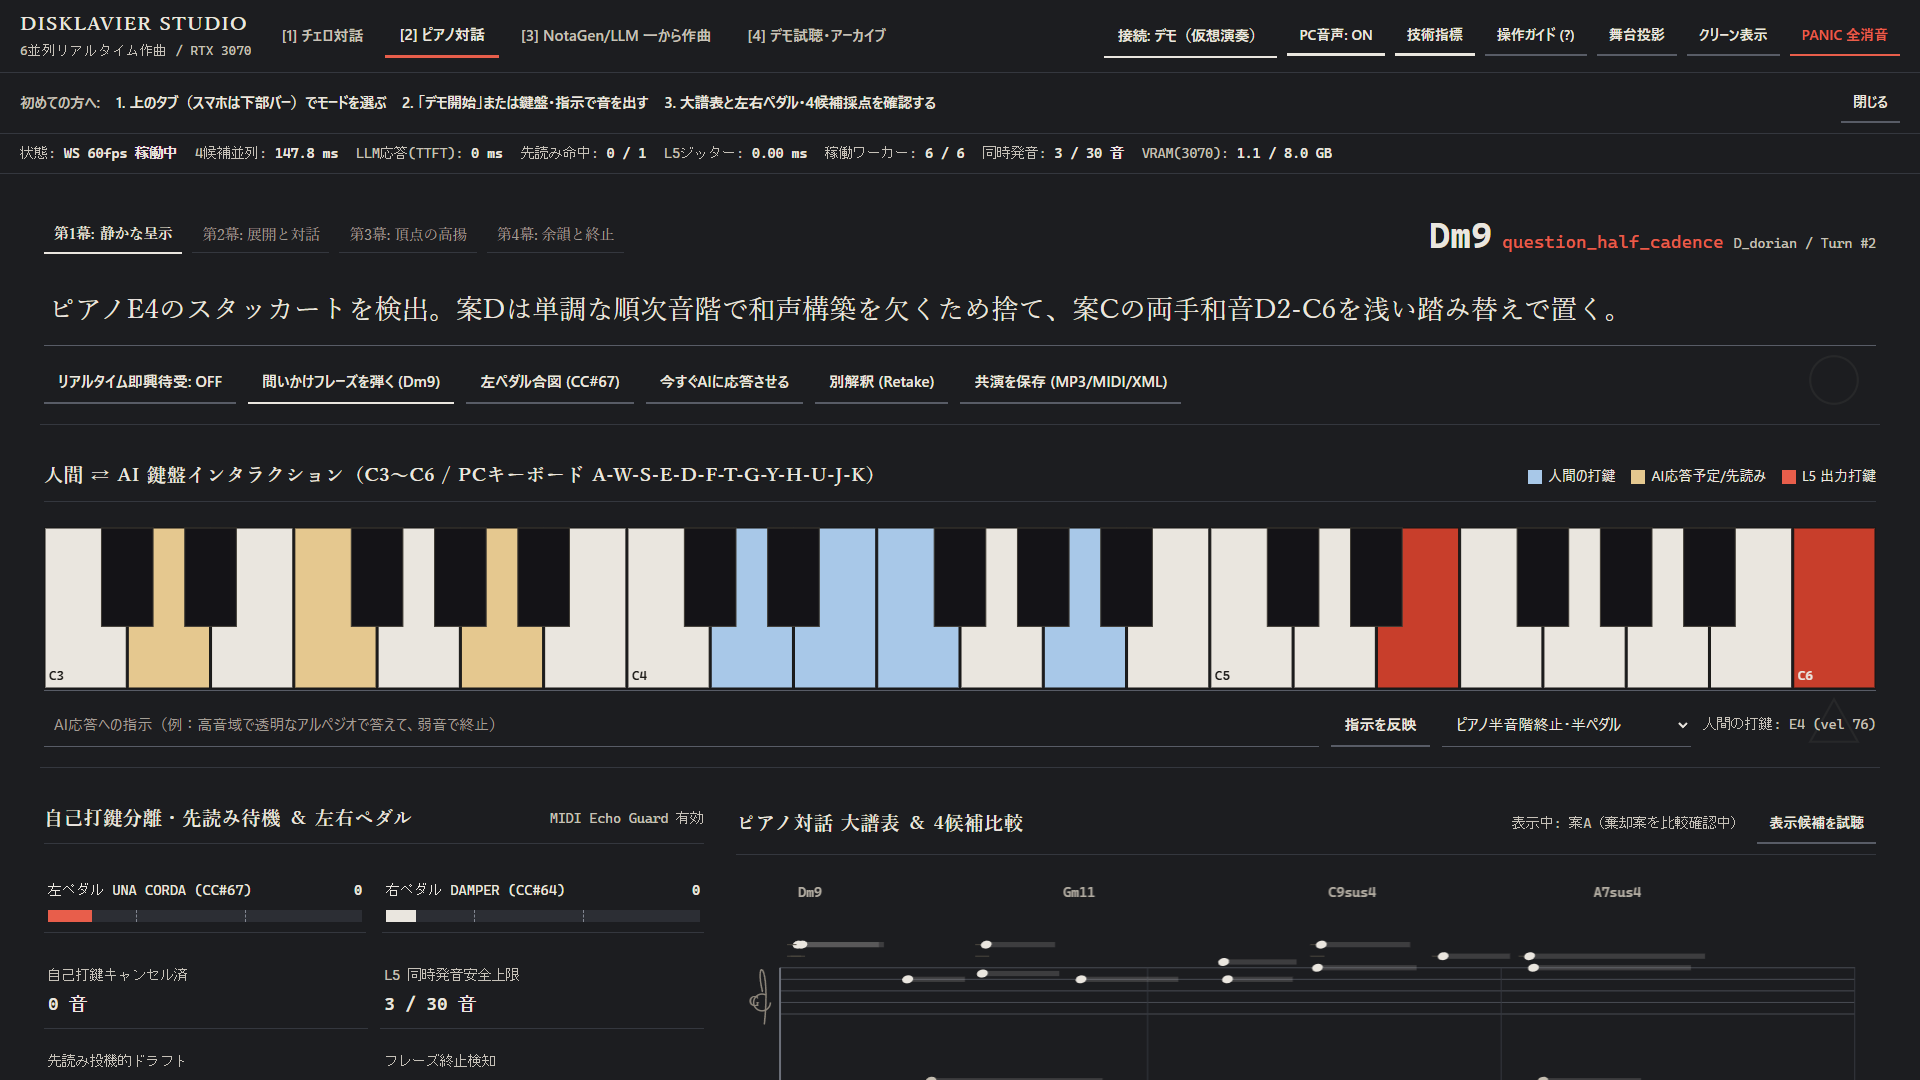 DISKLAVIER STUDIO
6並列リアルタイム作曲 / RTX 3070
[1] チェロ対話
[2] ピアノ対話
[3] NotaGen/LLM 一から作曲
[4] デモ試聴・アーカイブ
接続: デモ（仮想演奏）
PC音声: ON
技術指標
操作ガイド (?)
舞台投影
クリーン表示
PANIC 全消音
初めての方へ: 1. 上のタブ（スマホは下部バー）でモードを選ぶ 2.「デモ開始」または鍵盤・指示で音を出す 3. 大譜表と左右ペダル・4候補採点を確認する
閉じる
状態: WS 60fps 稼働中 4候補並列: 147.8 ms LLM応答(TTFT): 0 ms 先読み命中: 0 / 1 L5ジッター: 0.00 ms 稼働ワーカー: 6 / 6 同時発音: 3 / 30 音 VRAM(3070): 1.1 / 8.0 GB
第1幕: 静かな呈示
第2幕: 展開と対話
第3幕: 頂点の高揚
第4幕: 余韻と終止
Dm9 question_half_cadence D_dorian / Turn #2
ピアノE4のスタッカートを検出。案Dは単調な順次音階で和声構築を欠くため捨て、案Cの両手和音D2-C6を浅い踏み替えで置く。
リアルタイム即興待受: OFF
問いかけフレーズを弾く(Dm9)
左ペダル合図 (CC#67)
今すぐAIに応答させる
別解釈 (Retake)
共演を保存 (MP3/MIDI/XML)
人間 ⇄ AI 鍵盤インタラクション（C3〜C6 / PCキーボード A-W-S-E-D-F-T-G-Y-H-U-J-K）
人間の打鍵
AI応答予定/先読み
L5 出力打鍵
C3
C4
C5
C6
AI応答への指示（例：高音域で透明なアルペジオで答えて、弱音で終止）
指示を反映
ピアノ半音階終止・半ペダル
人間の打鍵: E4 (vel 76)
自己打鍵分離・先読み待機 & 左右ペダル
MIDI Echo Guard 有効
左ペダル UNA CORDA (CC#67) 0
右ペダル DAMPER (CC#64) 0
自己打鍵キャンセル済
0 音
L5 同時発音安全上限
3 / 30 音
先読み投機的ドラフト
フレーズ終止検知
ピアノ対話 大譜表 & 4候補比較
表示中: 案A（棄却案を比較確認中）
表示候補を試聴
Dm9
Gm11
C9sus4
A7sus4